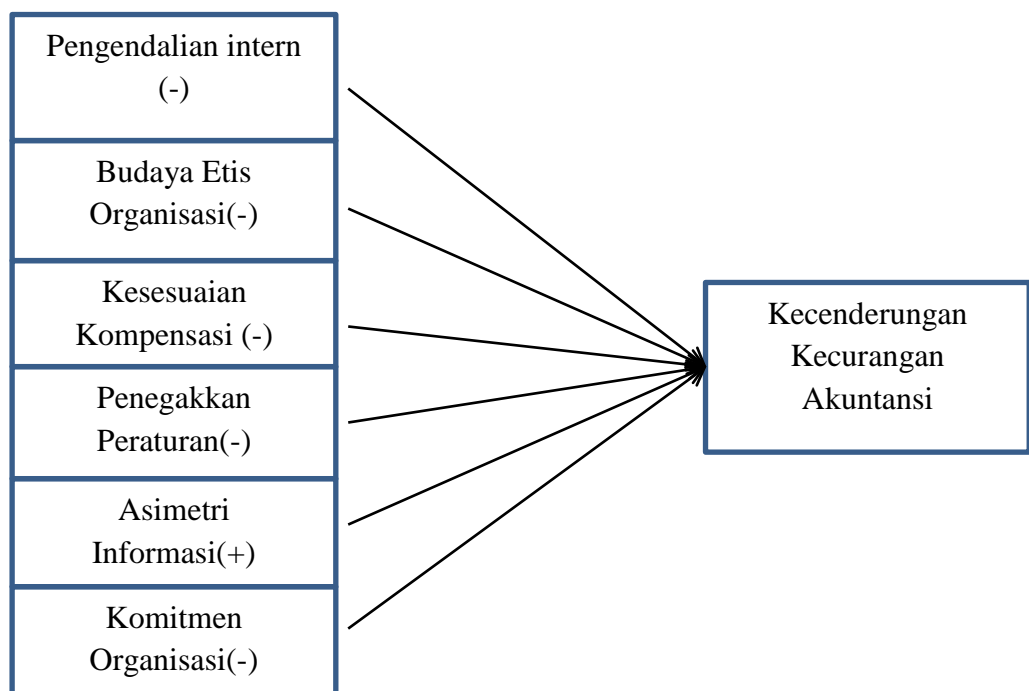 Pengendalian intern
(-)
Budaya Etis
Organisasi(-)
Kesesuaian
Kompensasi (-)
Penegakkan
Peraturan(-)
Asimetri
Informasi(+)
Komitmen
Organisasi(-)
Kecenderungan
Kecurangan
Akuntansi